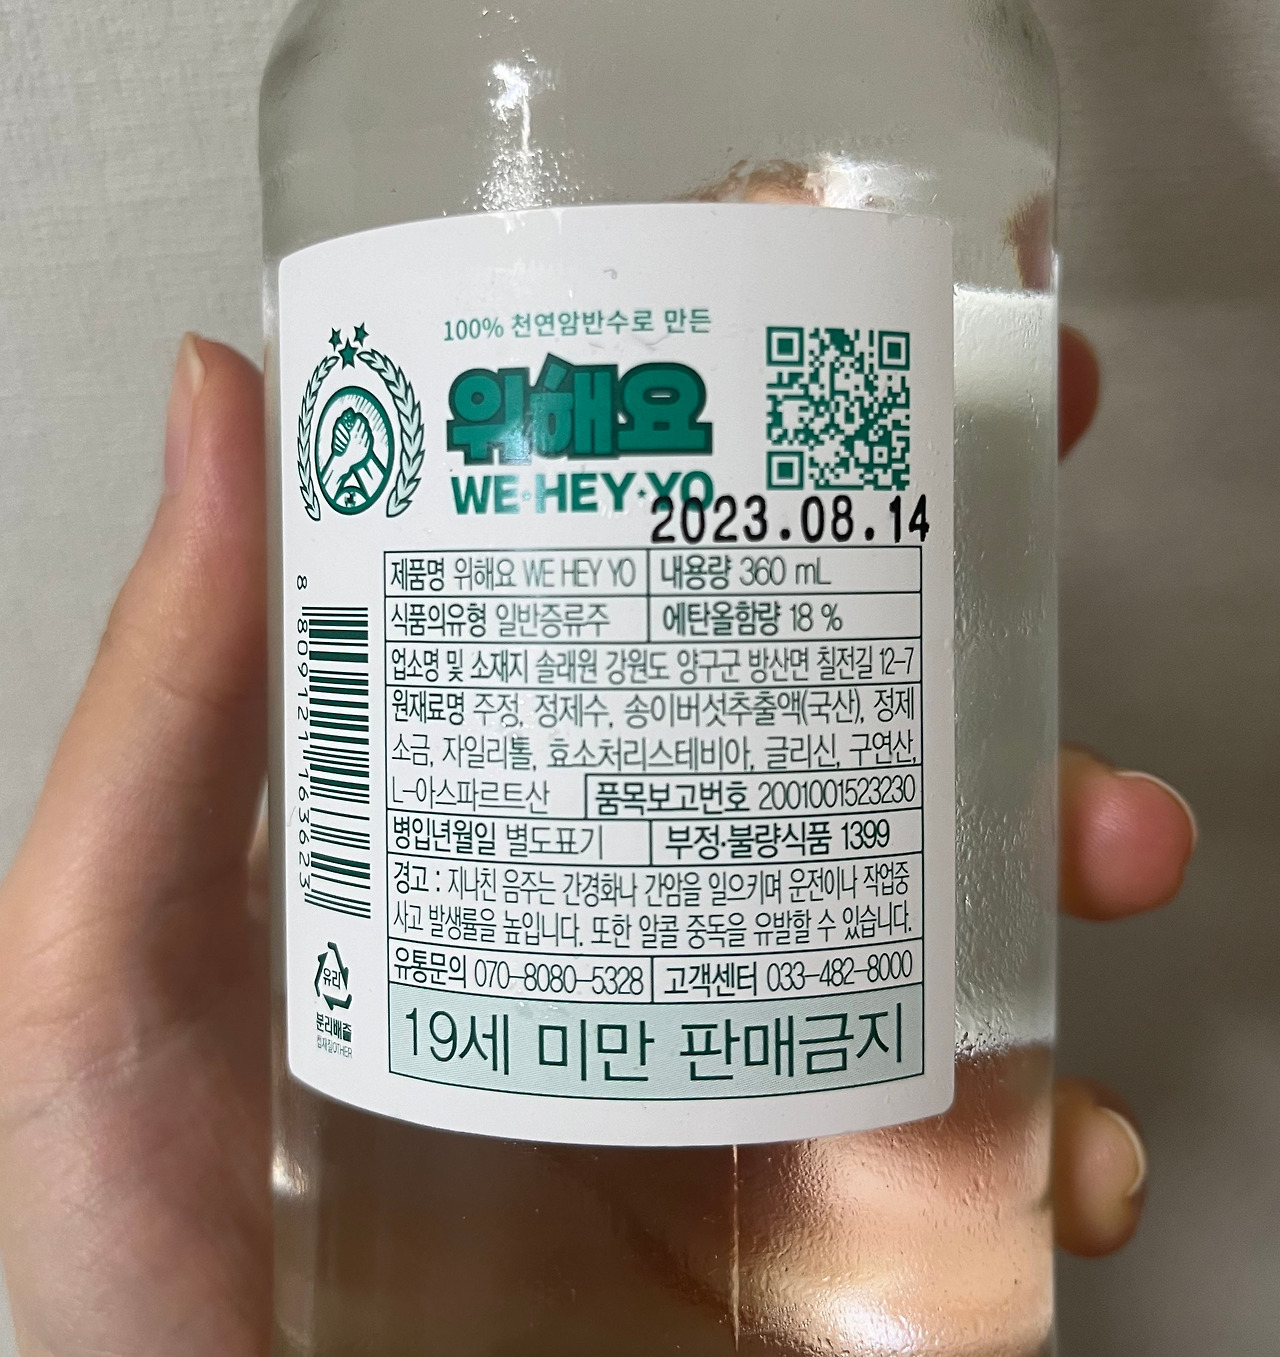 100% 천연암반수로 만든
위해요
WE·HEY·YO
2023.08.14
제품명 위해요 WE HEY YO 내용량 360 mL
식품의유형 일반증류주 에탄올함량 18 %
업소명 및 소재지 솔래원 강원도 양구군 방산면 칠전길 12-7
원재료명 주정, 정제수, 송이버섯추출액(국산), 정제
소금, 자일리톨, 효소처리스테비아, 글리신, 구연산,
L-아스파르트산 품목보고번호 2001001523230
병입년월일 별도표기 부정·불량식품 1399
경고 : 지나친 음주는 간경화나 간암을 일으키며 운전이나 작업중
사고 발생률을 높입니다. 또한 알콜 중독을 유발할 수 있습니다.
유통문의 070-8080-5328 고객센터 033-482-8000
19세 미만 판매금지
8 809121 163623
유리
분리배출
캡재질OTHER